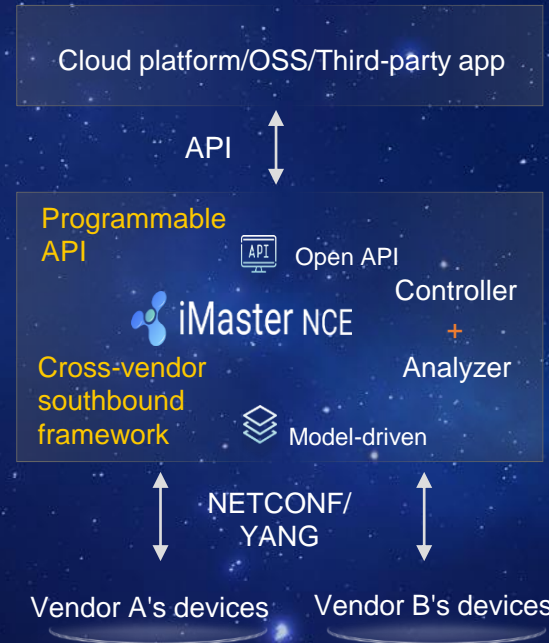 Cloud platform/OSS/Third-party app
API
Programmable
API
API
Open API
Controller
iMaster NCE
+
Analyzer
Cross-vendor
southbound
framework
Model-driven
NETCONF/
YANG
Vendor A's devices
Vendor B's devices